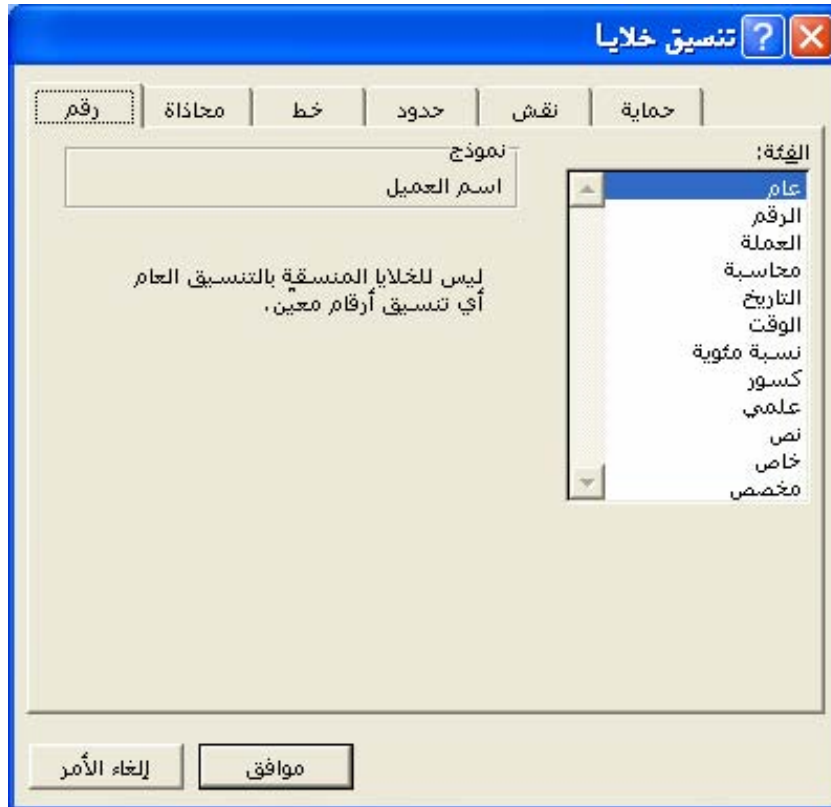 تنسيق خلايا
رقم
محاذاة
خط
حدود
نقش
حماية
الفئة:
عام
الرقم
العملة
محاسبة
التاريخ
الوقت
نسبة مئوية
كسور
علمي
نص
خاص
مخصص
نموذج
اسم العميل
ليس للخلايا المنسقة بالتنسيق العام
أي تنسيق أرقام معين.
موافق
إلغاء الأمر